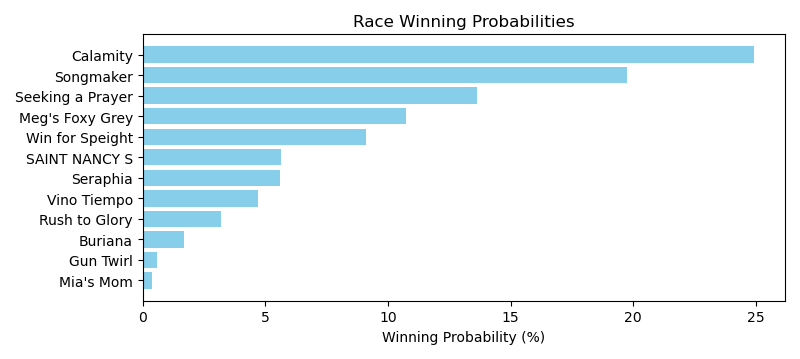 Race Winning Probabilities
Calamity
Songmaker
Seeking a Prayer
Meg's Foxy Grey
Win for Speight
SAINT NANCY S
Seraphia
Vino Tiempo
Rush to Glory
Buriana
Gun Twirl
Mia's Mom
0 5 10 15 20 25
Winning Probability (%)